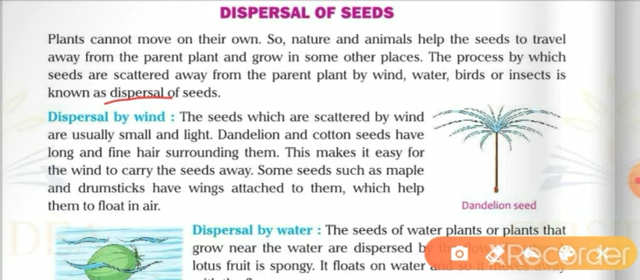 DISPERSAL OF SEEDS
Plants cannot move on their own. So, nature and animals help the seeds to travel
away from the parent plant and grow in some other places. The process by which
seeds are scattered away from the parent plant by wind, water, birds or insects is
known as dispersal of seeds.
Dispersal by wind : The seeds which are scattered by wind
are usually small and light. Dandelion and cotton seeds have
long and fine hair surrounding them. This makes it easy for
the wind to carry the seeds away. Some seeds such as maple
and drumsticks have wings attached to them, which help
them to float in air.
Dandelion seed
Dispersal by water : The seeds of water plants or plants that
grow near the water are dispersed by
lotus fruit is spongy. It floats on water and so it
XRecorder